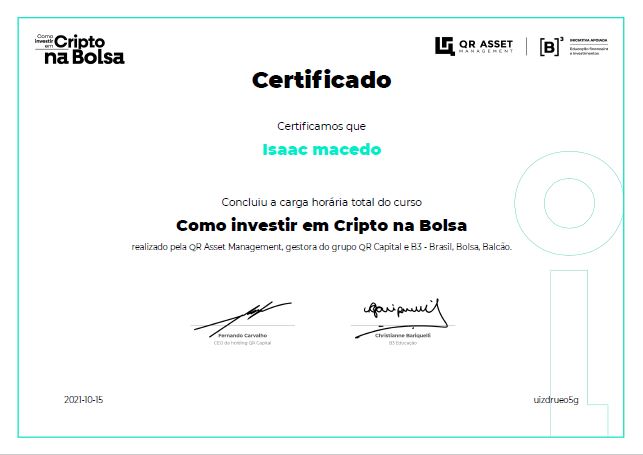 Como
investir
em Cripto
na Bolsa
QR ASSET
MANAGEMENT
[B]³
INICIATIVA APOIADA
Educação financeira
e Investimentos
Certificado
Certificamos que
Isaac macedo
Concluiu a carga horária total do curso
Como investir em Cripto na Bolsa
realizado pela QR Asset Management, gestora do grupo QR Capital e B3 - Brasil, Bolsa, Balcão.
Fernando Carvalho
CEO da holding QR Capital
Christianne Bariquelli
B3 Educação
2021-10-15
uizdrueo5g